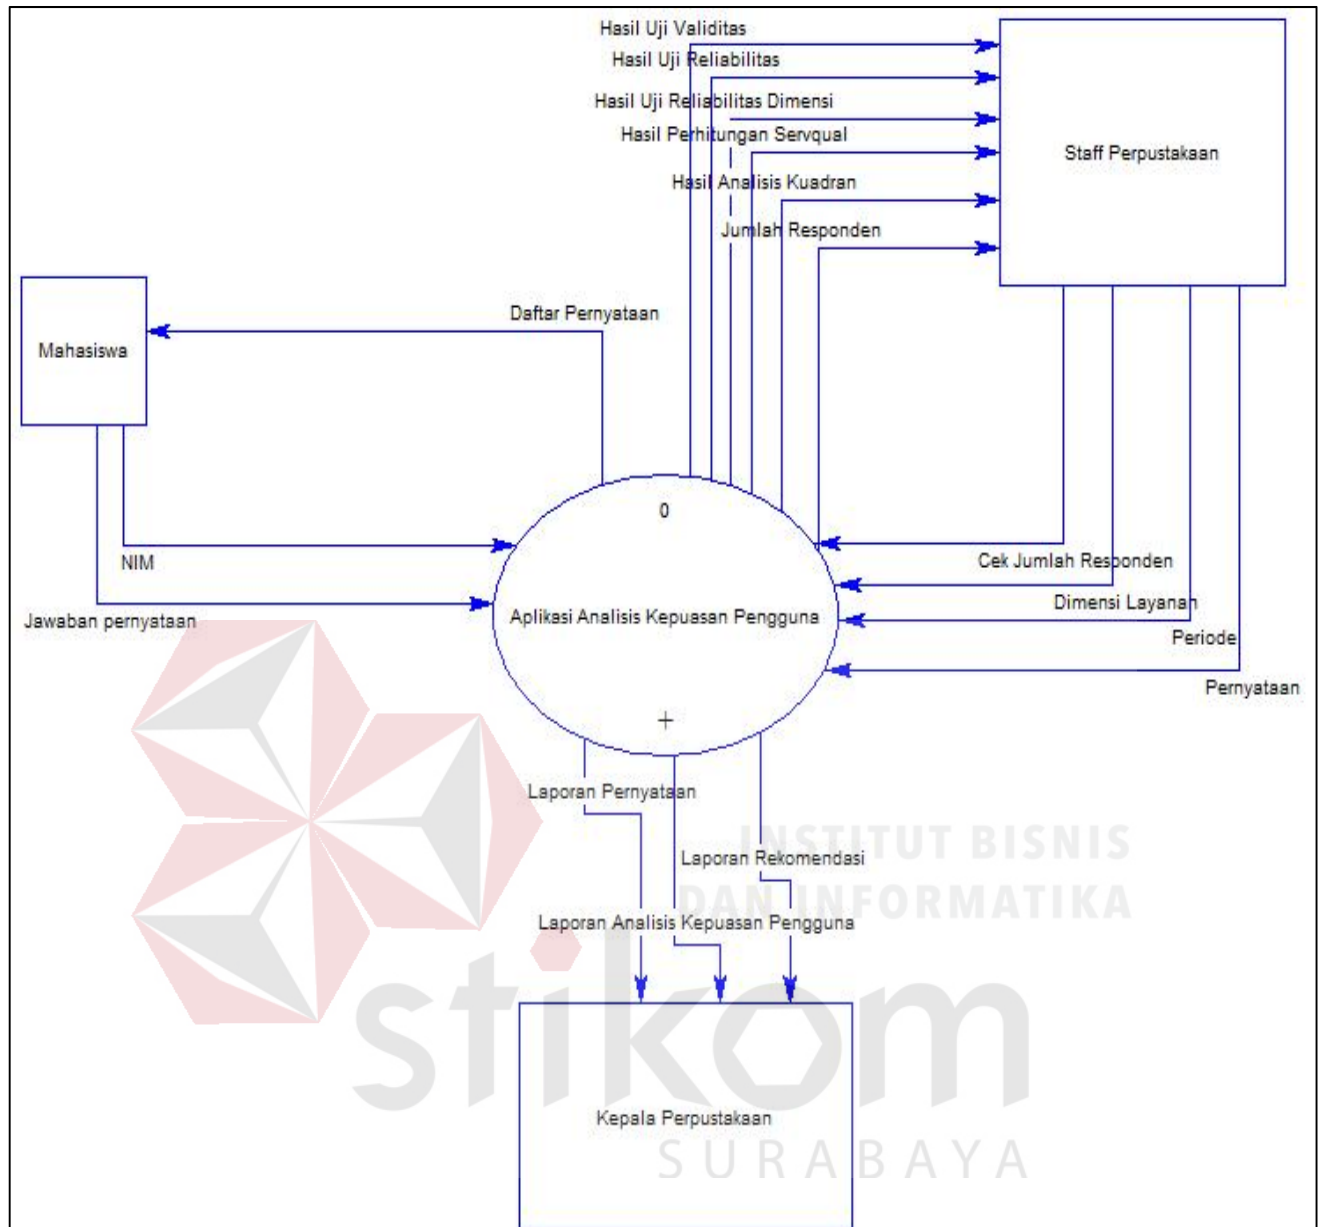 Hasil Uji Validitas
Hasil Uji Reliabilitas
Hasil Uji Reliabilitas Dimensi
Hasil Perhitungan Servqual
Staff Perpustakaan
Hasil Analisis Kuadran
Jumlah Responden
Daftar Pernyataan
Mahasiswa
0
NIM
Cek Jumlah Responden
Dimensi Layanan
Jawaban pernyataan
Aplikasi Analisis Kepuasan Pengguna
Periode
Pernyataan
+
Laporan Pernyataan
INSTITUT BISNIS
Laporan Rekomendasi
DAN INFORMATIKA
Laporan Analisis Kepuasan Pengguna
stikom
Kepala Perpustakaan
SURABAYA